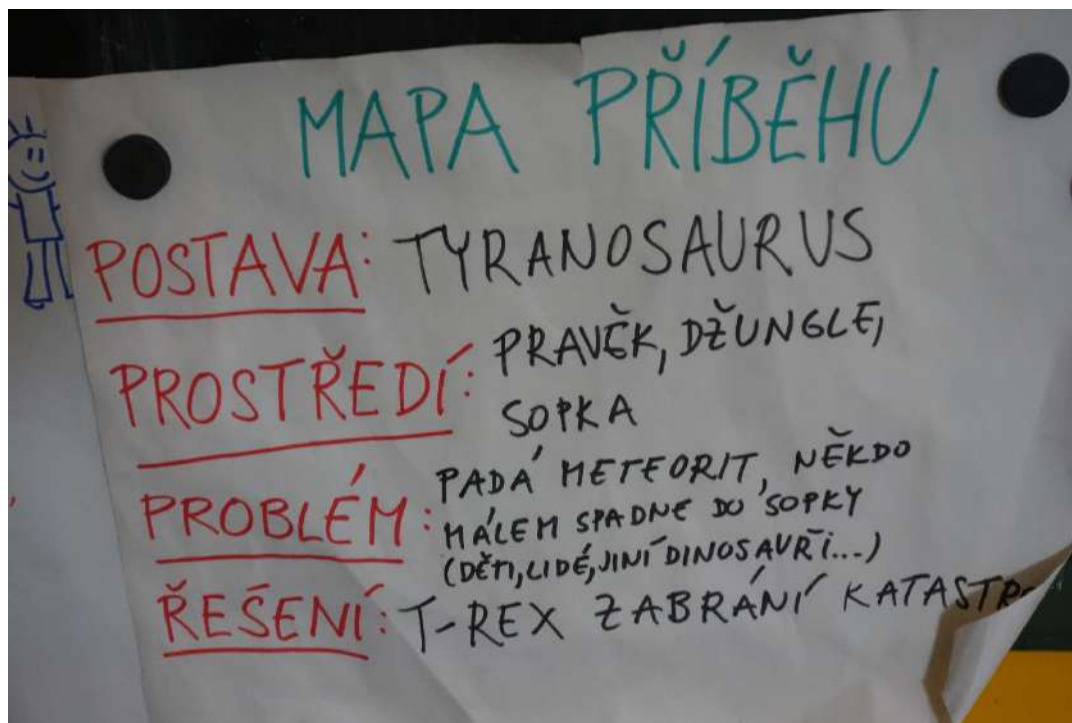 MAPA PŘÍBĚHU
POSTAVA: TYRANOSAURUS
PROSTŘEDÍ: PRAVĚK, DŽUNGLE,
SOPKA
PROBLÉM: PADÁ METEORIT, NĚKDO
MÁLEM SPADNE DO SOPKY
(DĚTI, LIDÉ, JINÍ DINOSAUŘI...)
ŘEŠENÍ: T-REX ZABRÁNÍ